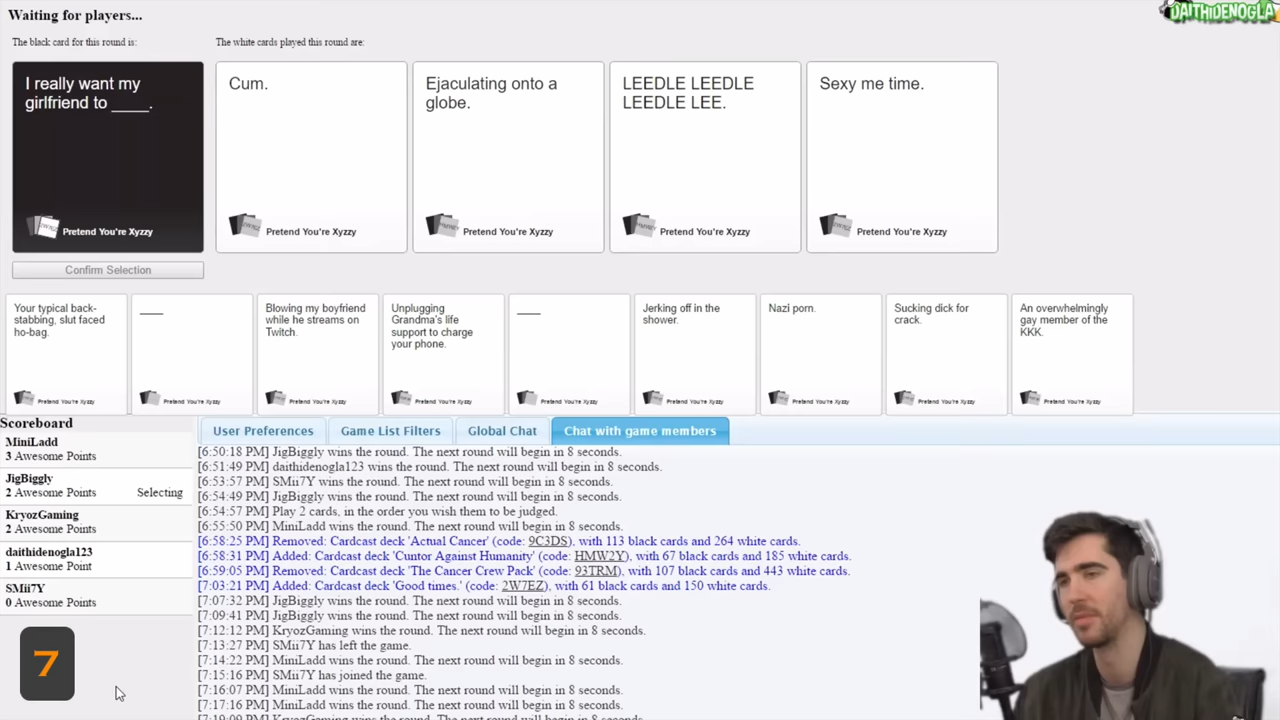 Waiting for players...
DAITHIDENOGLA
The black card for this round is:
The white cards played this round are:
I really want my
girlfriend to ____.
Pretend You're Xyzzy
Cum.
Pretend You're Xyzzy
Ejaculating onto a
globe.
Pretend You're Xyzzy
LEEDLE LEEDLE
LEEDLE LEE.
Pretend You're Xyzzy
Sexy me time.
Pretend You're Xyzzy
Confirm Selection
Your typical back-
stabbing, slut faced
ho-bag.
Pretend You're Xyzzy
____
Pretend You're Xyzzy
Blowing my boyfriend
while he streams on
Twitch.
Pretend You're Xyzzy
Unplugging
Grandma's life
support to charge
your phone.
Pretend You're Xyzzy
____
Pretend You're Xyzzy
Jerking off in the
shower.
Pretend You're Xyzzy
Nazi porn.
Pretend You're Xyzzy
Sucking dick for
crack.
Pretend You're Xyzzy
An overwhelmingly
gay member of the
KKK.
Pretend You're Xyzzy
Scoreboard
MiniLadd
3 Awesome Points
JigBiggly
2 Awesome Points Selecting
KryozGaming
2 Awesome Points
daithidenogla123
1 Awesome Point
SMii7Y
0 Awesome Points
7
User Preferences
Game List Filters
Global Chat
Chat with game members
[6:50:18 PM] JigBiggly wins the round. The next round will begin in 8 seconds.
[6:51:49 PM] daithidenogla123 wins the round. The next round will begin in 8 seconds.
[6:53:57 PM] SMii7Y wins the round. The next round will begin in 8 seconds.
[6:54:49 PM] JigBiggly wins the round. The next round will begin in 8 seconds.
[6:54:57 PM] Play 2 cards, in the order you wish them to be judged.
[6:55:50 PM] MiniLadd wins the round. The next round will begin in 8 seconds.
[6:58:25 PM] Removed: Cardcast deck 'Actual Cancer' (code: 9C3DS), with 113 black cards and 264 white cards.
[6:58:31 PM] Added: Cardcast deck 'Cuntor Against Humanity' (code: HMW2Y), with 67 black cards and 185 white cards.
[6:59:05 PM] Removed: Cardcast deck 'The Cancer Crew Pack' (code: 93TRM), with 107 black cards and 443 white cards.
[7:03:21 PM] Added: Cardcast deck 'Good times.' (code: 2W7EZ), with 61 black cards and 150 white cards.
[7:07:32 PM] JigBiggly wins the round. The next round will begin in 8 seconds.
[7:09:41 PM] JigBiggly wins the round. The next round will begin in 8 seconds.
[7:12:12 PM] KryozGaming wins the round. The next round will begin in 8 seconds.
[7:13:27 PM] SMii7Y has left the game.
[7:14:22 PM] MiniLadd wins the round. The next round will begin in 8 seconds.
[7:15:16 PM] SMii7Y has joined the game.
[7:16:07 PM] MiniLadd wins the round. The next round will begin in 8 seconds.
[7:17:16 PM] MiniLadd wins the round. The next round will begin in 8 seconds.
[7:19:09 PM] KryozGaming wins the round. The next round will begin in 8 seconds.